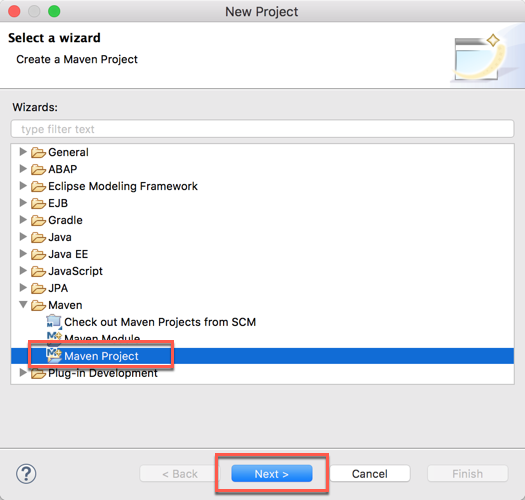 New Project
Select a wizard
Create a Maven Project
Wizards:
type filter text
General
ABAP
Eclipse Modeling Framework
EJB
Gradle
Java
Java EE
JavaScript
JPA
Maven
Check out Maven Projects from SCM
Maven Module
Maven Project
Plug-in Development
? < Back Next > Cancel Finish